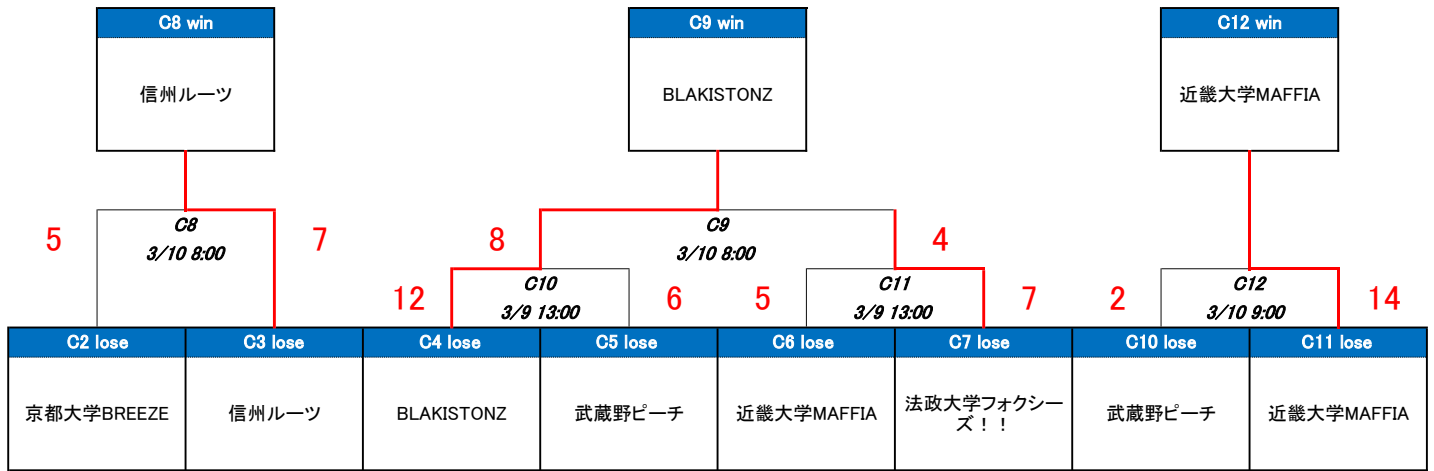 C8 win
C9 win
C12 win
信州ルーツ
BLAKISTONZ
近畿大学MAFFIA
5
C8
3/10 8:00
7
8
C9
3/10 8:00
4
12
C10
3/9 13:00
6
5
C11
3/9 13:00
7
2
C12
3/10 9:00
14
C2 lose
C3 lose
C4 lose
C5 lose
C6 lose
C7 lose
C10 lose
C11 lose
京都大学BREEZE
信州ルーツ
BLAKISTONZ
武蔵野ピーチ
近畿大学MAFFIA
法政大学フォクシー
ズ！！
武蔵野ピーチ
近畿大学MAFFIA